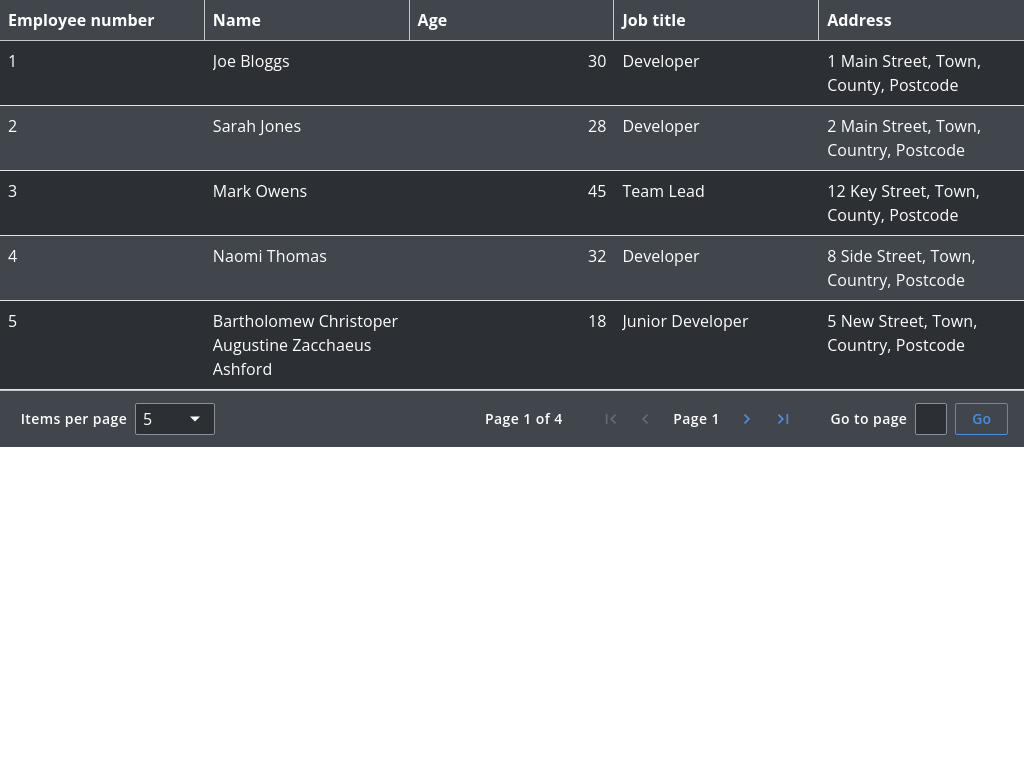 Employee number Name Age Job title Address
1 Joe Bloggs 30 Developer 1 Main Street, Town,
County, Postcode
2 Sarah Jones 28 Developer 2 Main Street, Town,
Country, Postcode
3 Mark Owens 45 Team Lead 12 Key Street, Town,
County, Postcode
4 Naomi Thomas 32 Developer 8 Side Street, Town,
Country, Postcode
5 Bartholomew Christoper 18 Junior Developer 5 New Street, Town,
Augustine Zacchaeus Country, Postcode
Ashford
Items per page 5 Page 1 of 4 Page 1 Go to page Go